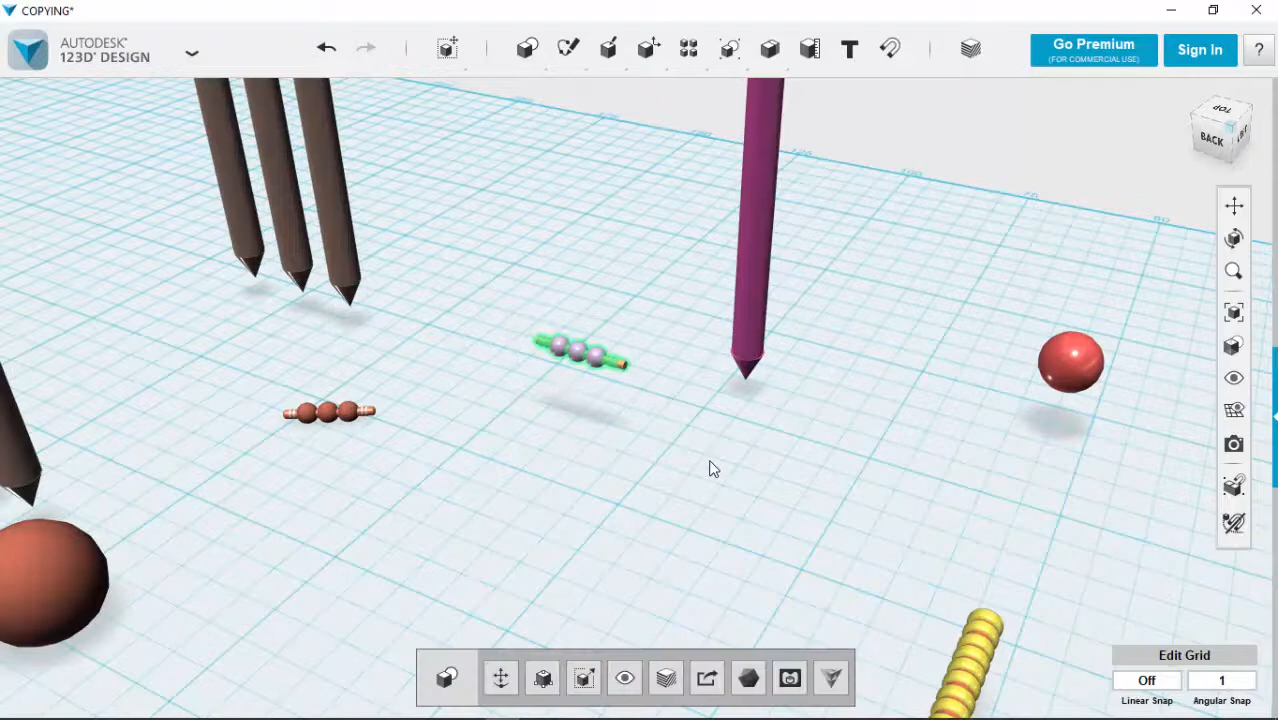 COPYING*
AUTODESK®
123D® DESIGN
Go Premium
(FOR COMMERCIAL USE)
Sign In
?
TOP
BACK
Edit Grid
Off
1
Linear Snap
Angular Snap